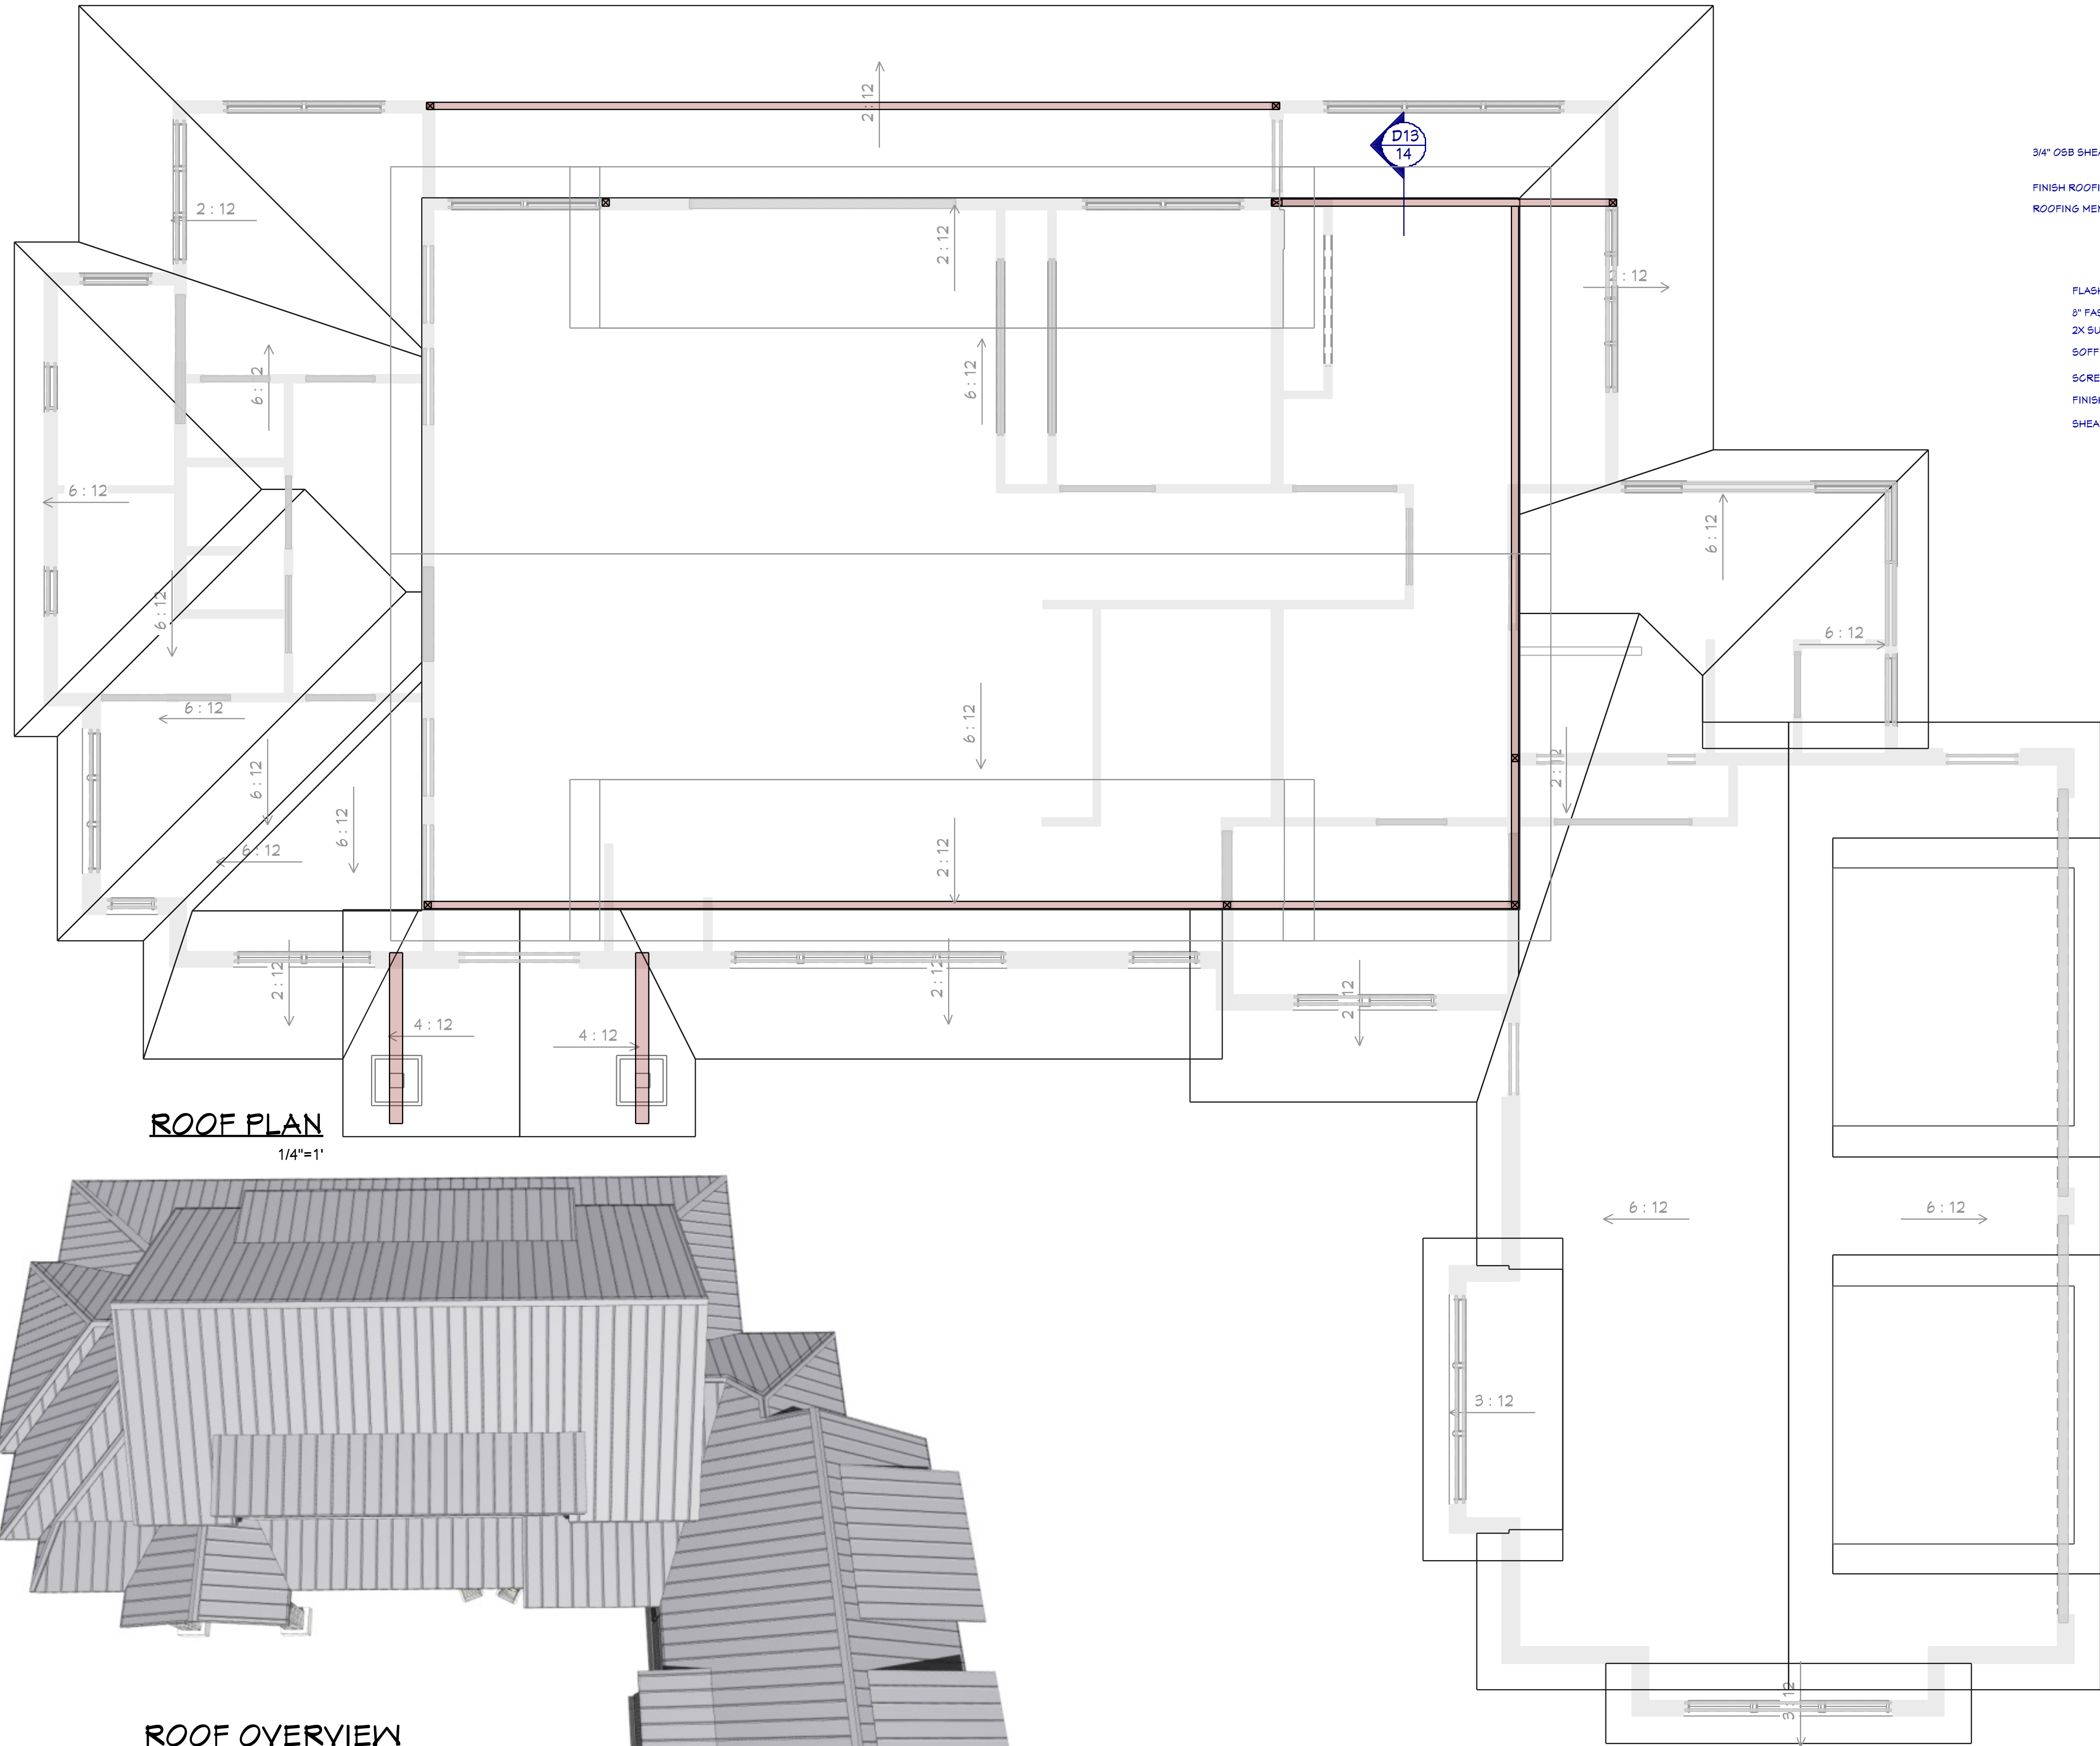 2 : 12
D13
14
3/4" OSB SHEA
FINISH ROOFI
ROOFING MEM
2 : 12
2 : 12
2 : 12
FLASH
8" FAS
2X SU
SOFF
SCRE
FINISH
SHEA
6 : 12
6 : 12
6 : 12
6 : 12
6 : 12
6 : 12
6 : 12
6 : 12
6 : 12
6 : 12
6 : 12
2 : 12
2 : 12
2 : 12
2 : 12
2 : 12
4 : 12
4 : 12
ROOF PLAN
1/4"=1'
6 : 12
6 : 12
3 : 12
3 : 12
ROOF OVERVIEW